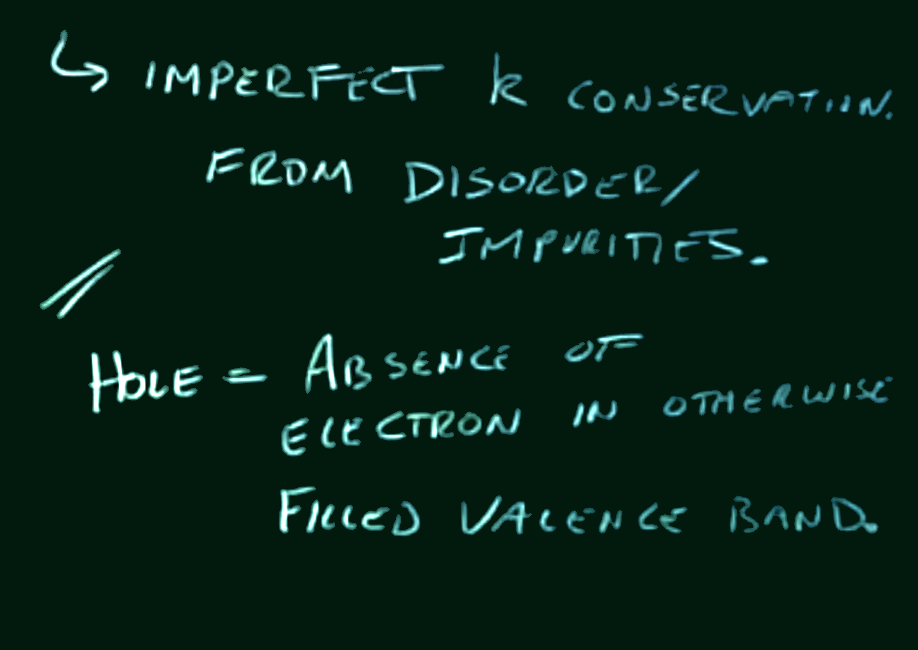 ↳ IMPERFECT k CONSERVATION.
FROM DISORDER/
IMPURITIES.
HOLE = ABSENCE OF
ELECTRON IN OTHERWISE
FILLED VALENCE BAND.